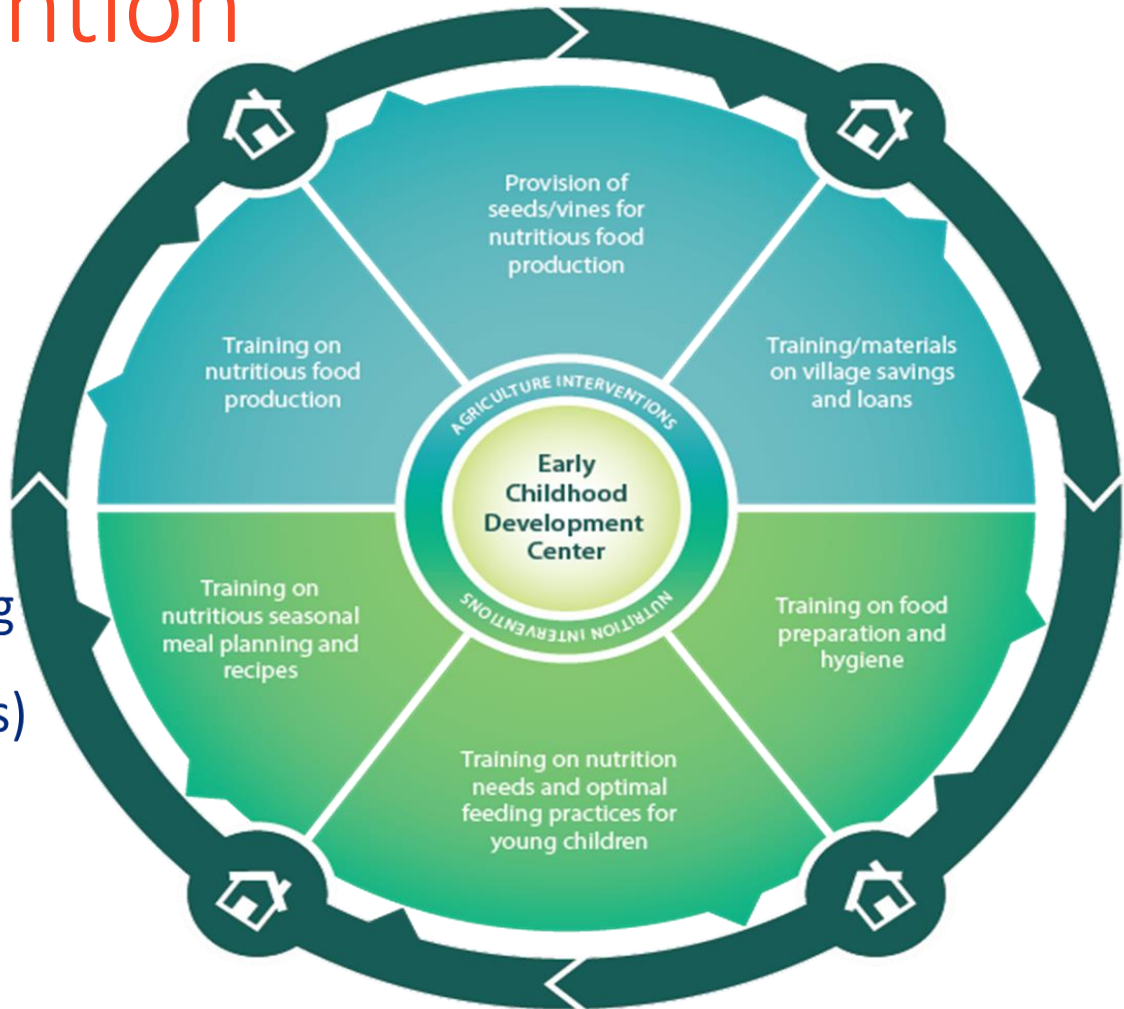 ntion
Provision of
seeds/vines for
nutritious food
production
Training on
nutritious food
production
Training/materials
on village savings
and loans
AGRICULTURE INTERVENTIONS
Early
Childhood
Development
Center
NUTRITION INTERVENTIONS
Training on
nutritious seasonal
meal planning and
recipes
Training on food
preparation and
hygiene
Training on nutrition
needs and optimal
feeding practices for
young children
g
s)